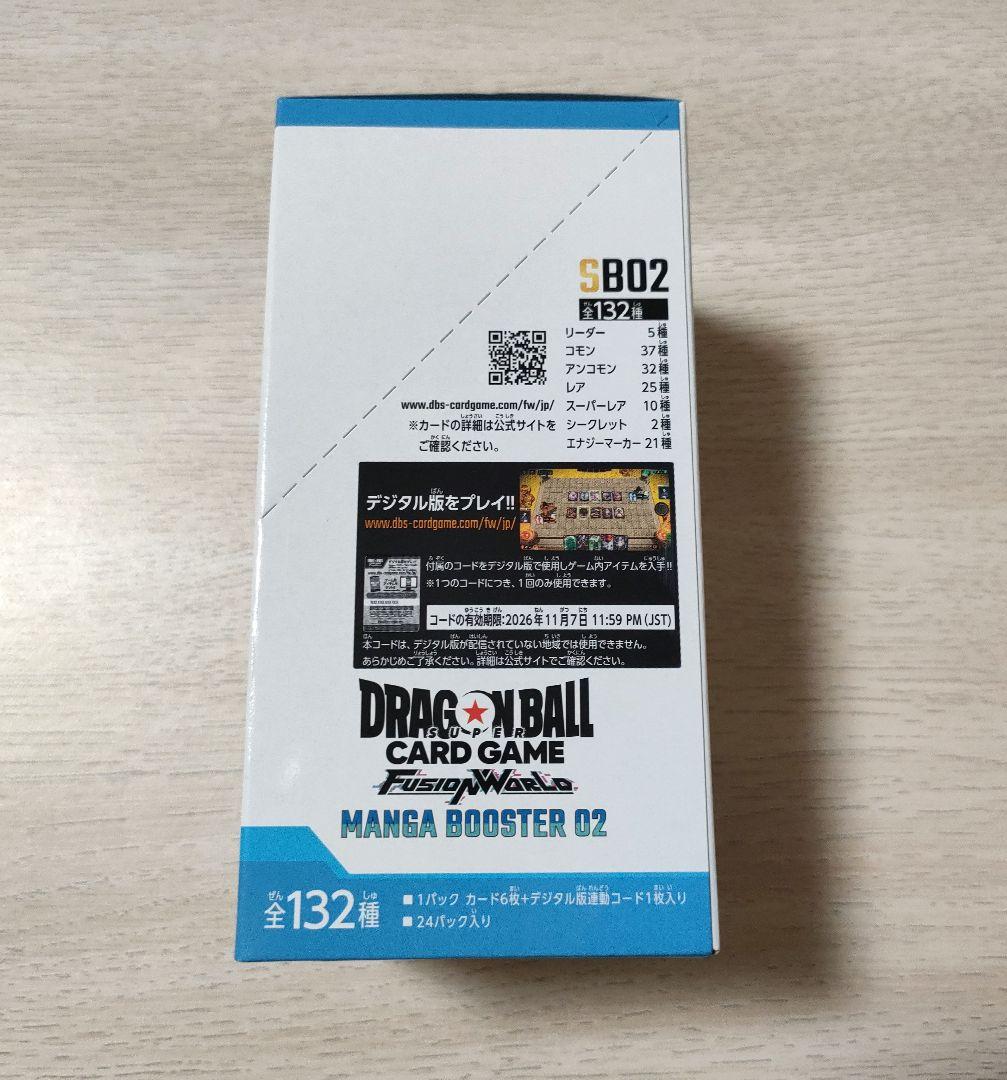 SB02
全132種
リーダー 5種
コモン 37種
アンコモン 32種
レア 25種
スーパーレア 10種
シークレット 2種
エナジーマーカー 21種
www.dbs-cardgame.com/fw/jp/
※カードの詳細は公式サイトを
ご確認ください。
デジタル版をプレイ!!
www.dbs-cardgame.com/fw/jp/
付属のコードをデジタル版で使用しゲーム内アイテムを入手!!
※1つのコードにつき、1回のみ使用できます。
コードの有効期限:2026年11月7日 11:59 PM (JST)
本コードは、デジタル版が配信されていない地域では使用できません。
あらかじめご了承ください。詳細は公式サイトでご確認ください。
DRAGON BALL
SUPER
CARD GAME
FUSION WORLD
MANGA BOOSTER 02
全132種
■1パック カード6枚+デジタル版連動コード1枚入り
■24パック入り